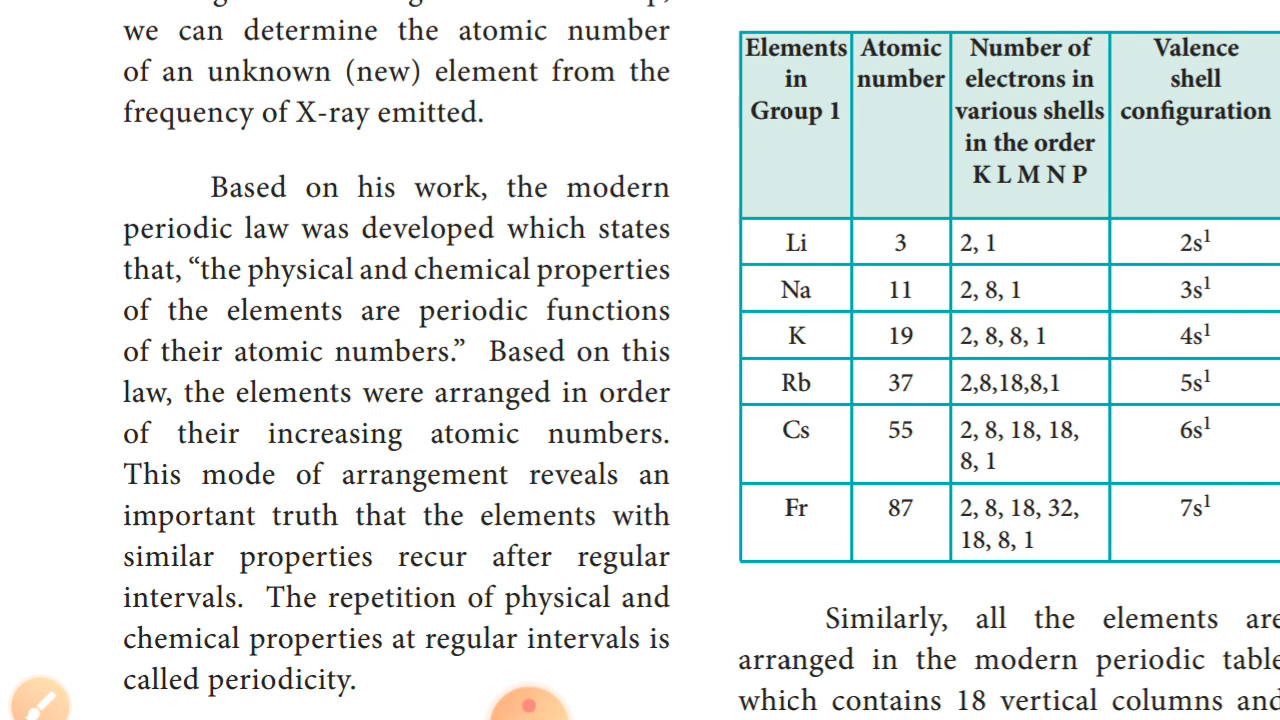 we can determine the atomic number
of an unknown (new) element from the
frequency of X-ray emitted.
Based on his work, the modern
periodic law was developed which states
that, “the physical and chemical properties
of the elements are periodic functions
of their atomic numbers.” Based on this
law, the elements were arranged in order
of their increasing atomic numbers.
This mode of arrangement reveals an
important truth that the elements with
similar properties recur after regular
intervals. The repetition of physical and
chemical properties at regular intervals is
called periodicity.
Elements in Group 1 | Atomic number | Number of electrons in various shells in the order K L M N P | Valence shell configuration
Li 3 2, 1 2s¹
Na 11 2, 8, 1 3s¹
K 19 2, 8, 8, 1 4s¹
Rb 37 2,8,18,8,1 5s¹
Cs 55 2, 8, 18, 18, 8, 1 6s¹
Fr 87 2, 8, 18, 32, 18, 8, 1 7s¹
Similarly, all the elements are
arranged in the modern periodic table
which contains 18 vertical columns and